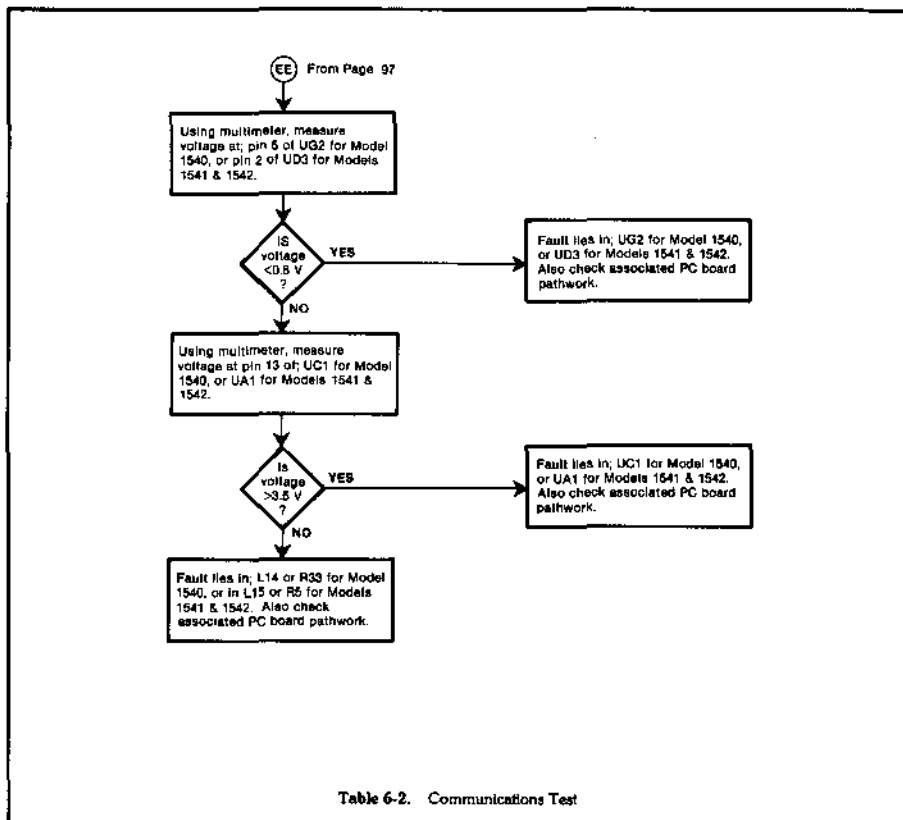 EE From Page 97
Using multimeter, measure
voltage at; pin 5 of UG2 for Model
1540, or pin 2 of UD3 for Models
1541 & 1542.
IS
voltage
<0.8 V
?
YES
NO
Fault lies in; UG2 for Model 1540,
or UD3 for Models 1541 & 1542.
Also check associated PC board
pathwork.
Using multimeter, measure
voltage at pin 13 of; UC1 for Model
1540, or UA1 for Models 1541 &
1542.
Is
voltage
>3.5 V
?
YES
NO
Fault lies in; UC1 for Model 1540,
or UA1 for Models 1541 & 1542.
Also check associated PC board
pathwork.
Fault lies in; L14 or R33 for Model
1540, or in L15 or R5 for Models
1541 & 1542. Also check
associated PC board pathwork.
Table 6-2. Communications Test